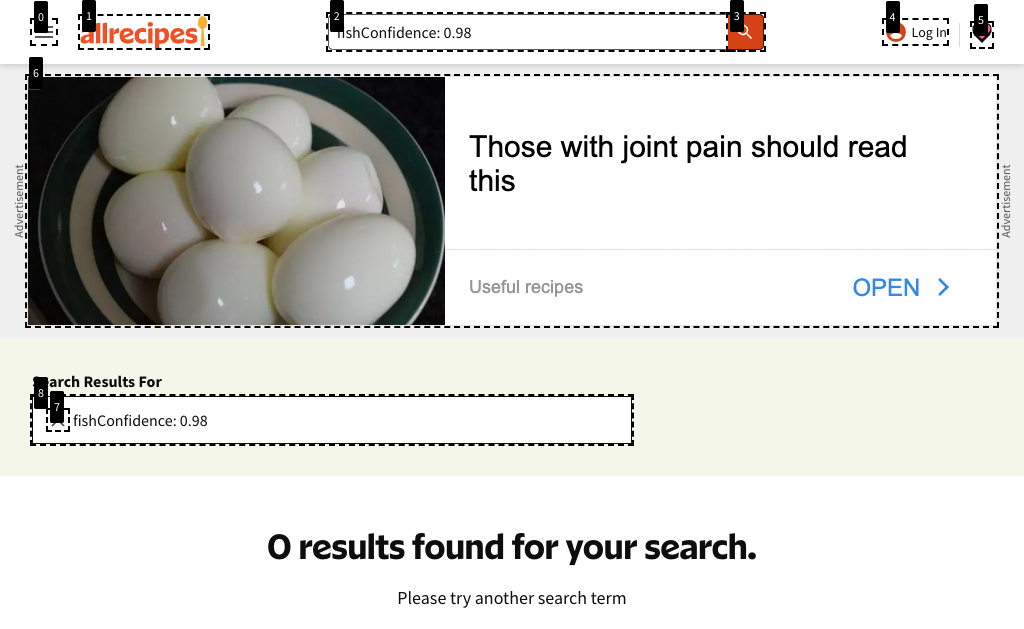 0
1
2
3
4
5
allrecipes
fishConfidence: 0.98
Log In
6
Advertisement
Those with joint pain should read
this
Useful recipes
OPEN
Advertisement
Search Results For
8
7
fishConfidence: 0.98
0 results found for your search.
Please try another search term